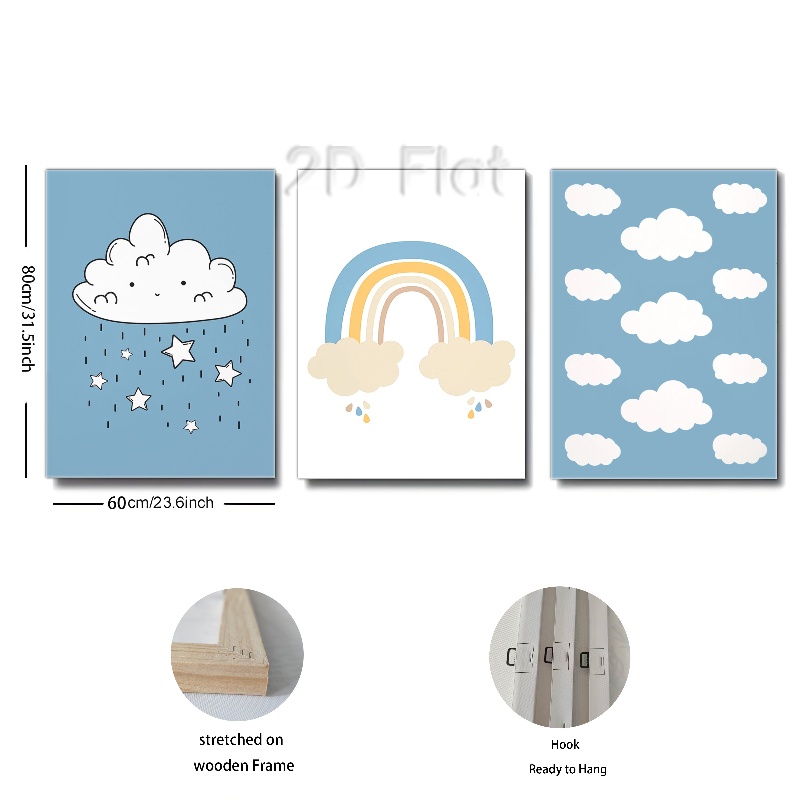 2D Flat
80cm/31.5inch
60cm/23.6inch
stretched on
wooden Frame
Hook
Ready to Hang